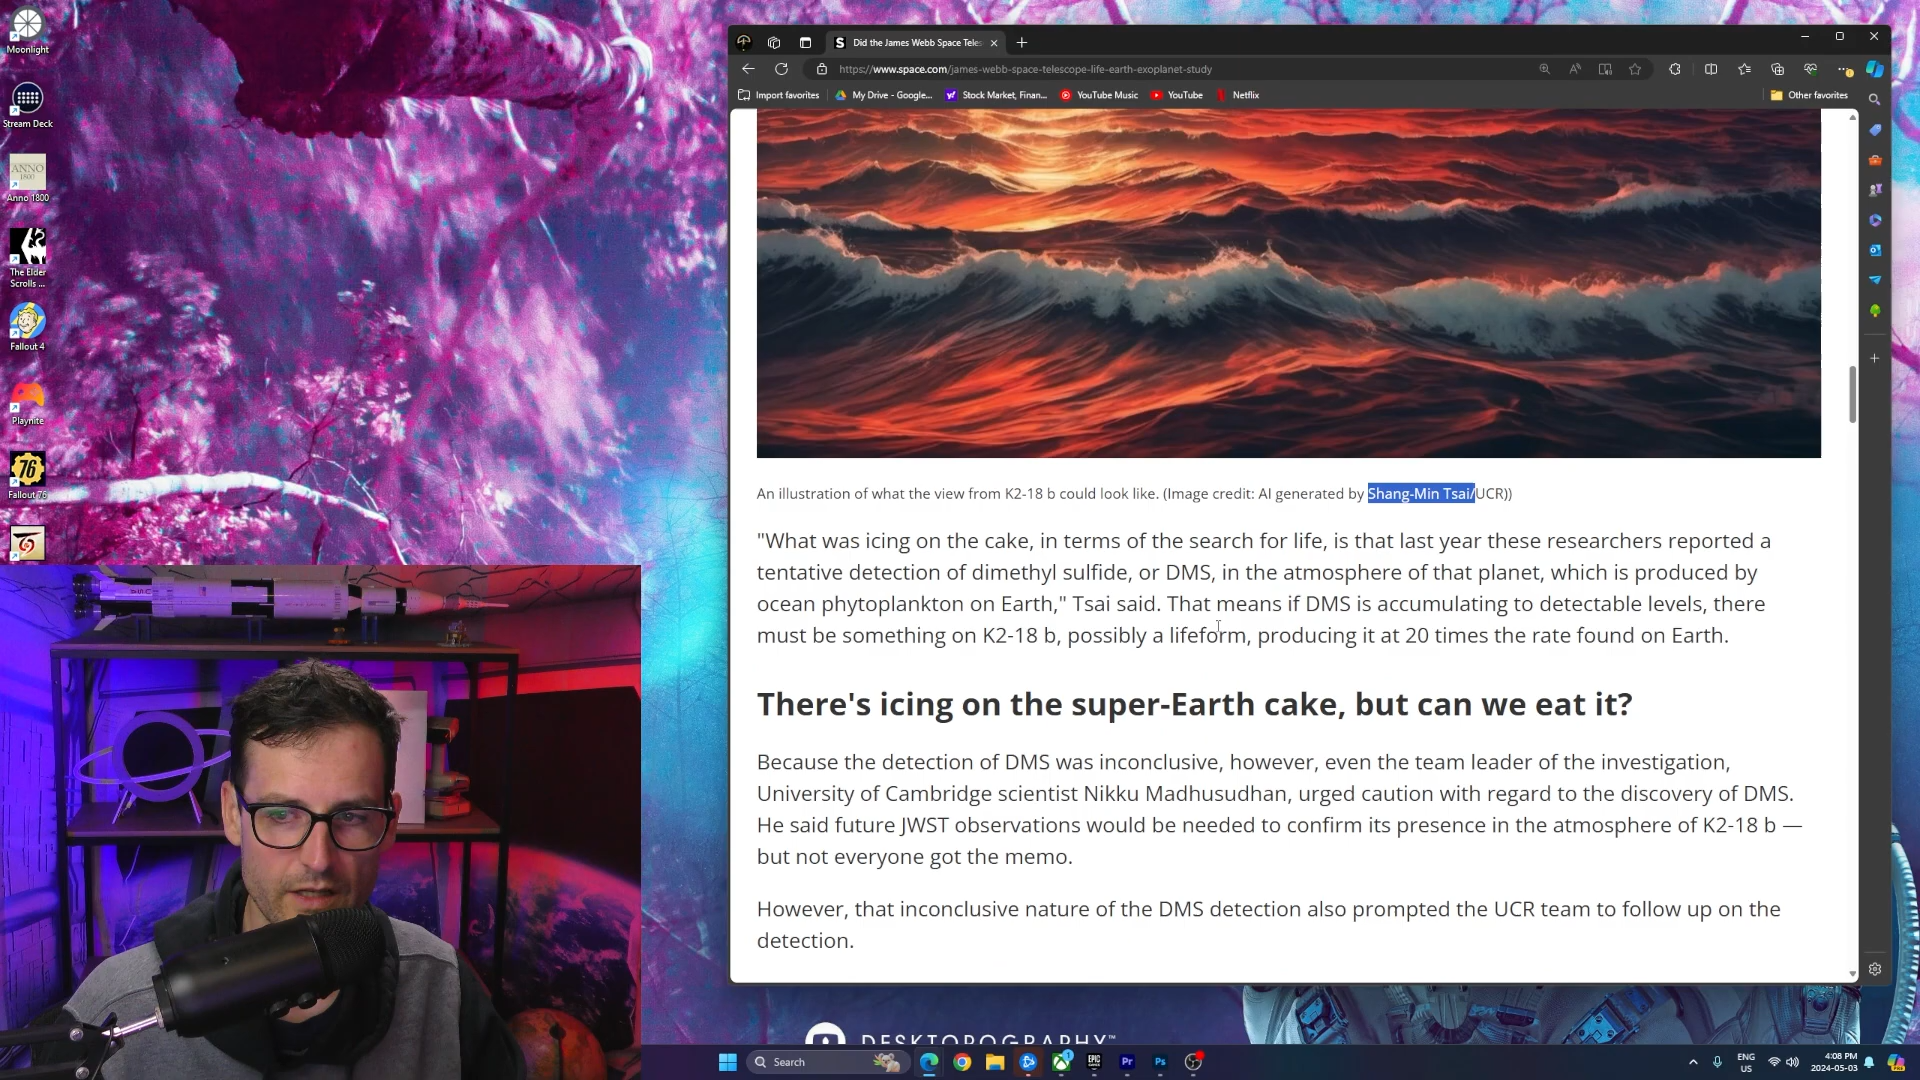 Moonlight
Stream Deck
ANNO
1800
Anno 1800
The Elder
Scrolls ...
Fallout 4
Playnite
76
Fallout 76
Did the James Webb Space Teles
https://www.space.com/james-webb-space-telescope-life-earth-exoplanet-study
Import favorites
My Drive - Google...
Stock Market, Finan...
YouTube Music
YouTube
Netflix
Other favorites
An illustration of what the view from K2-18 b could look like. (Image credit: AI generated by Shang-Min Tsai/UCR))
"What was icing on the cake, in terms of the search for life, is that last year these researchers reported a
tentative detection of dimethyl sulfide, or DMS, in the atmosphere of that planet, which is produced by
ocean phytoplankton on Earth," Tsai said. That means if DMS is accumulating to detectable levels, there
must be something on K2-18 b, possibly a lifeform, producing it at 20 times the rate found on Earth.
There's icing on the super-Earth cake, but can we eat it?
Because the detection of DMS was inconclusive, however, even the team leader of the investigation,
University of Cambridge scientist Nikku Madhusudhan, urged caution with regard to the discovery of DMS.
He said future JWST observations would be needed to confirm its presence in the atmosphere of K2-18 b —
but not everyone got the memo.
However, that inconclusive nature of the DMS detection also prompted the UCR team to follow up on the
detection.
DESKTOPOGRAPHY™
Search
EPIC
Pr
Ps
ENG
US
4:08 PM
2024-05-03